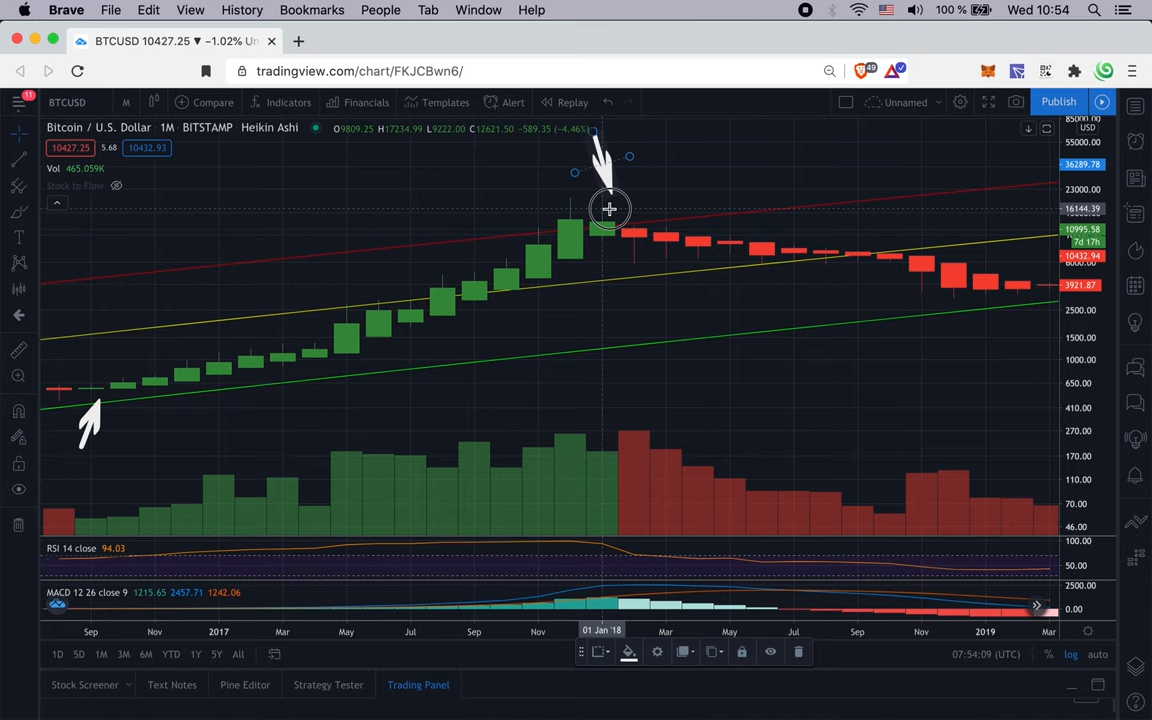 Brave File Edit View History Bookmarks People Tab Window Help 100 % Wed 10:54
BTCUSD 10427.25 ▼ −1.02% Un
tradingview.com/chart/FKJCBwn6/ 49
11 BTCUSD M Compare Indicators Financials Templates Alert Replay Unnamed Publish
Bitcoin / U.S. Dollar 1M BITSTAMP Heikin Ashi O9809.25 H17234.99 L9222.00 C12621.50 −589.35 (−4.46%)
USD
10427.25 5.68 10432.93
Vol 465.059K
Stock to Flow
85000.00
55000.00
36289.78
23000.00
16144.39
10995.58
7d 17h
10432.94
6000.00
3921.87
2500.00
1500.00
1000.00
650.00
410.00
270.00
170.00
110.00
70.00
46.00
RSI 14 close 94.03
100.00
50.00
MACD 12 26 close 9 1215.65 2457.71 1242.06
2500.00
0.00
Sep Nov 2017 Mar May Jul Sep Nov 01 Jan '18 Mar May Jul Sep Nov 2019 Mar
1D 5D 1M 3M 6M YTD 1Y 5Y All 07:54:09 (UTC) % log auto
Stock Screener Text Notes Pine Editor Strategy Tester Trading Panel